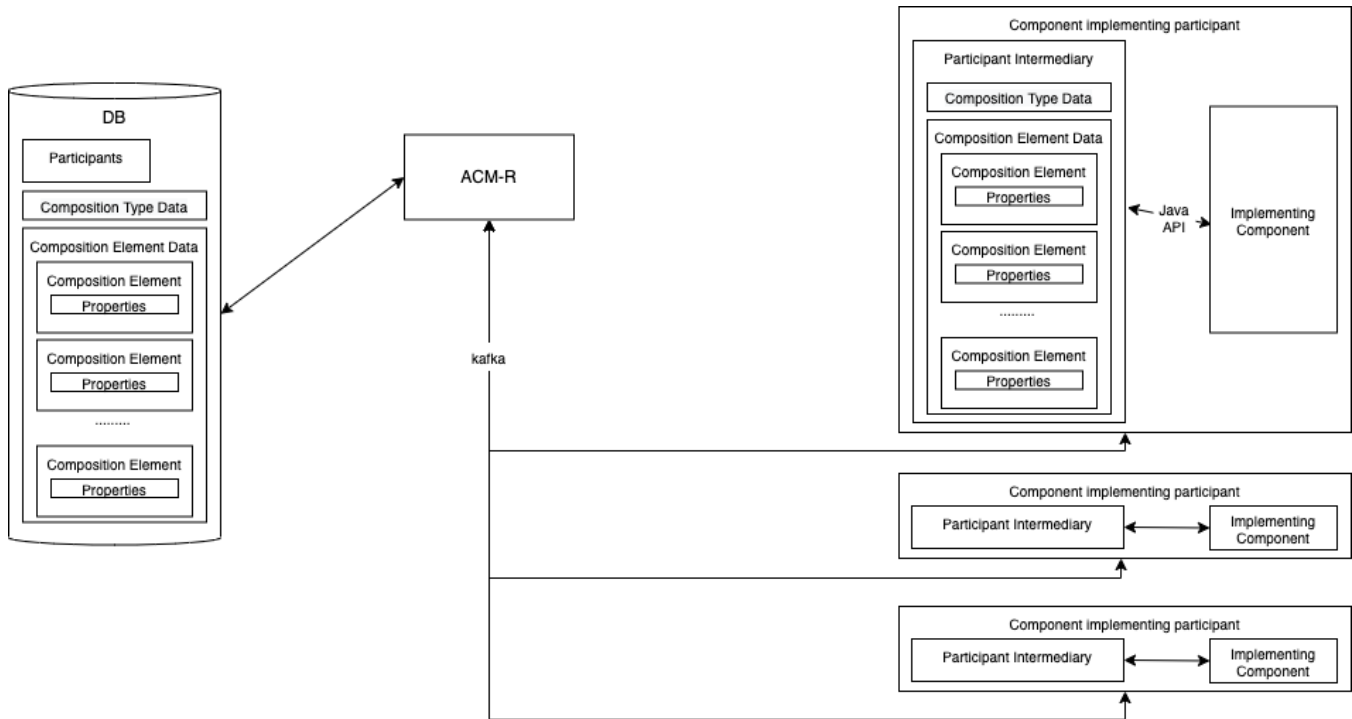 DB
Participants
Composition Type Data
Composition Element Data
Composition Element
Properties
Composition Element
Properties
.........
Composition Element
Properties
ACM-R
kafka
Component implementing participant
Participant Intermediary
Composition Type Data
Composition Element Data
Composition Element
Properties
Composition Element
Properties
.........
Composition Element
Properties
Java
API
Implementing
Component
Component implementing participant
Participant Intermediary
Implementing
Component
Component implementing participant
Participant Intermediary
Implementing
Component